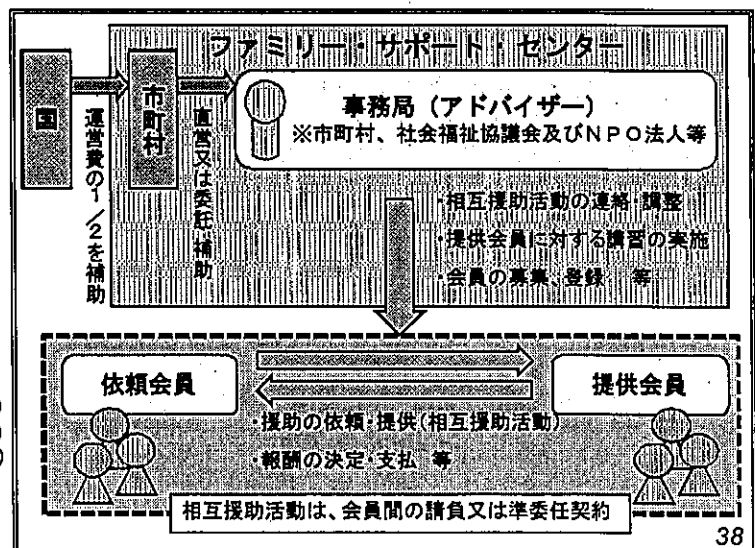 ファミリー・サポート・センター
国
運営費の1/2を補助
市町村
直営又は委託・補助
事務局（アドバイザー）
※市町村、社会福祉協議会及びＮＰＯ法人等
・相互援助活動の連絡・調整
・提供会員に対する講習の実施
・会員の募集、登録　等
依頼会員
提供会員
・援助の依頼・提供（相互援助活動）
・報酬の決定・支払　等
相互援助活動は、会員間の請負又は準委任契約
38